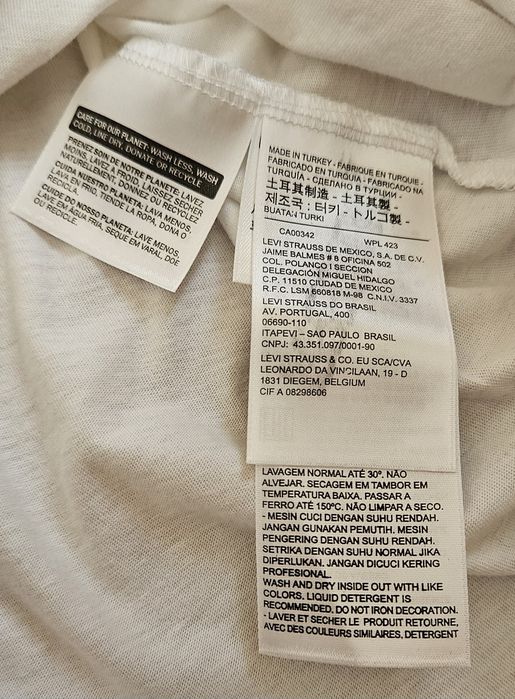 CARE FOR OUR PLANET: WASH LESS, WASH
COLD, LINE DRY, DONATE OR RECYCLE
PRENEZ SOIN DE NOTRE PLANETE: LAVEZ
MOINS, LAVEZ A FROID, LAISSEZ SECHER
NATURELLEMENT, DONNEZ OU RECYCLEZ
CUIDA NUESTRO PLANETA: LAVA MENOS,
LAVA EN FRIO, TIENDE LA ROPA, DONA O
RECICLA.
CUIDE DO NOSSO PLANETA: LAVE MENOS,
LAVE EM ÁGUA FRIA, SEQUE EM VARAL, DOE
OU RECICLE.
MADE IN TURKEY - FABRIQUE EN TURQUIE -
FABRICADO EN TURQUIA - FABRICADO NA
TURQUIA - СДЕЛАНО В ТУРЦИИ -
土耳其制造 - 土耳其製 -
제조국 : 터키 - トルコ製 -
BUATAN TURKI
CA00342 WPL 423
LEVI STRAUSS DE MEXICO, S.A. DE C.V.
JAIME BALMES # 8 OFICINA 502
COL. POLANCO I SECCION
DELEGACIÓN MIGUEL HIDALGO
C.P. 11510 CIUDAD DE MEXICO
R.F.C. LSM 660818 M-98 C.N.I.V. 3337
LEVI STRAUSS DO BRASIL
AV. PORTUGAL, 400
06690-110
ITAPEVI – SAO PAULO BRASIL
CNPJ: 43.351.097/0001-90
LEVI STRAUSS & CO. EU SCA/CVA
LEONARDO DA VINCILAAN, 19 - D
1831 DIEGEM, BELGIUM
CIF A 08298606
LAVAGEM NORMAL ATÉ 30º. NÃO
ALVEJAR. SECAGEM EM TAMBOR EM
TEMPERATURA BAIXA. PASSAR A
FERRO ATÉ 150ºC. NÃO LIMPAR A SECO.
- MESIN CUCI DENGAN SUHU RENDAH.
JANGAN GUNAKAN PEMUTIH. MESIN
PENGERING DENGAN SUHU RENDAH.
SETRIKA DENGAN SUHU NORMAL JIKA
DIPERLUKAN. JANGAN DICUCI KERING
PROFESIONAL.
WASH AND DRY INSIDE OUT WITH LIKE
COLORS. LIQUID DETERGENT IS
RECOMMENDED. DO NOT IRON DECORATION.
- LAVER ET SECHER LE PRODUIT RETOURNE,
AVEC DES COULEURS SIMILAIRES, DETERGENT